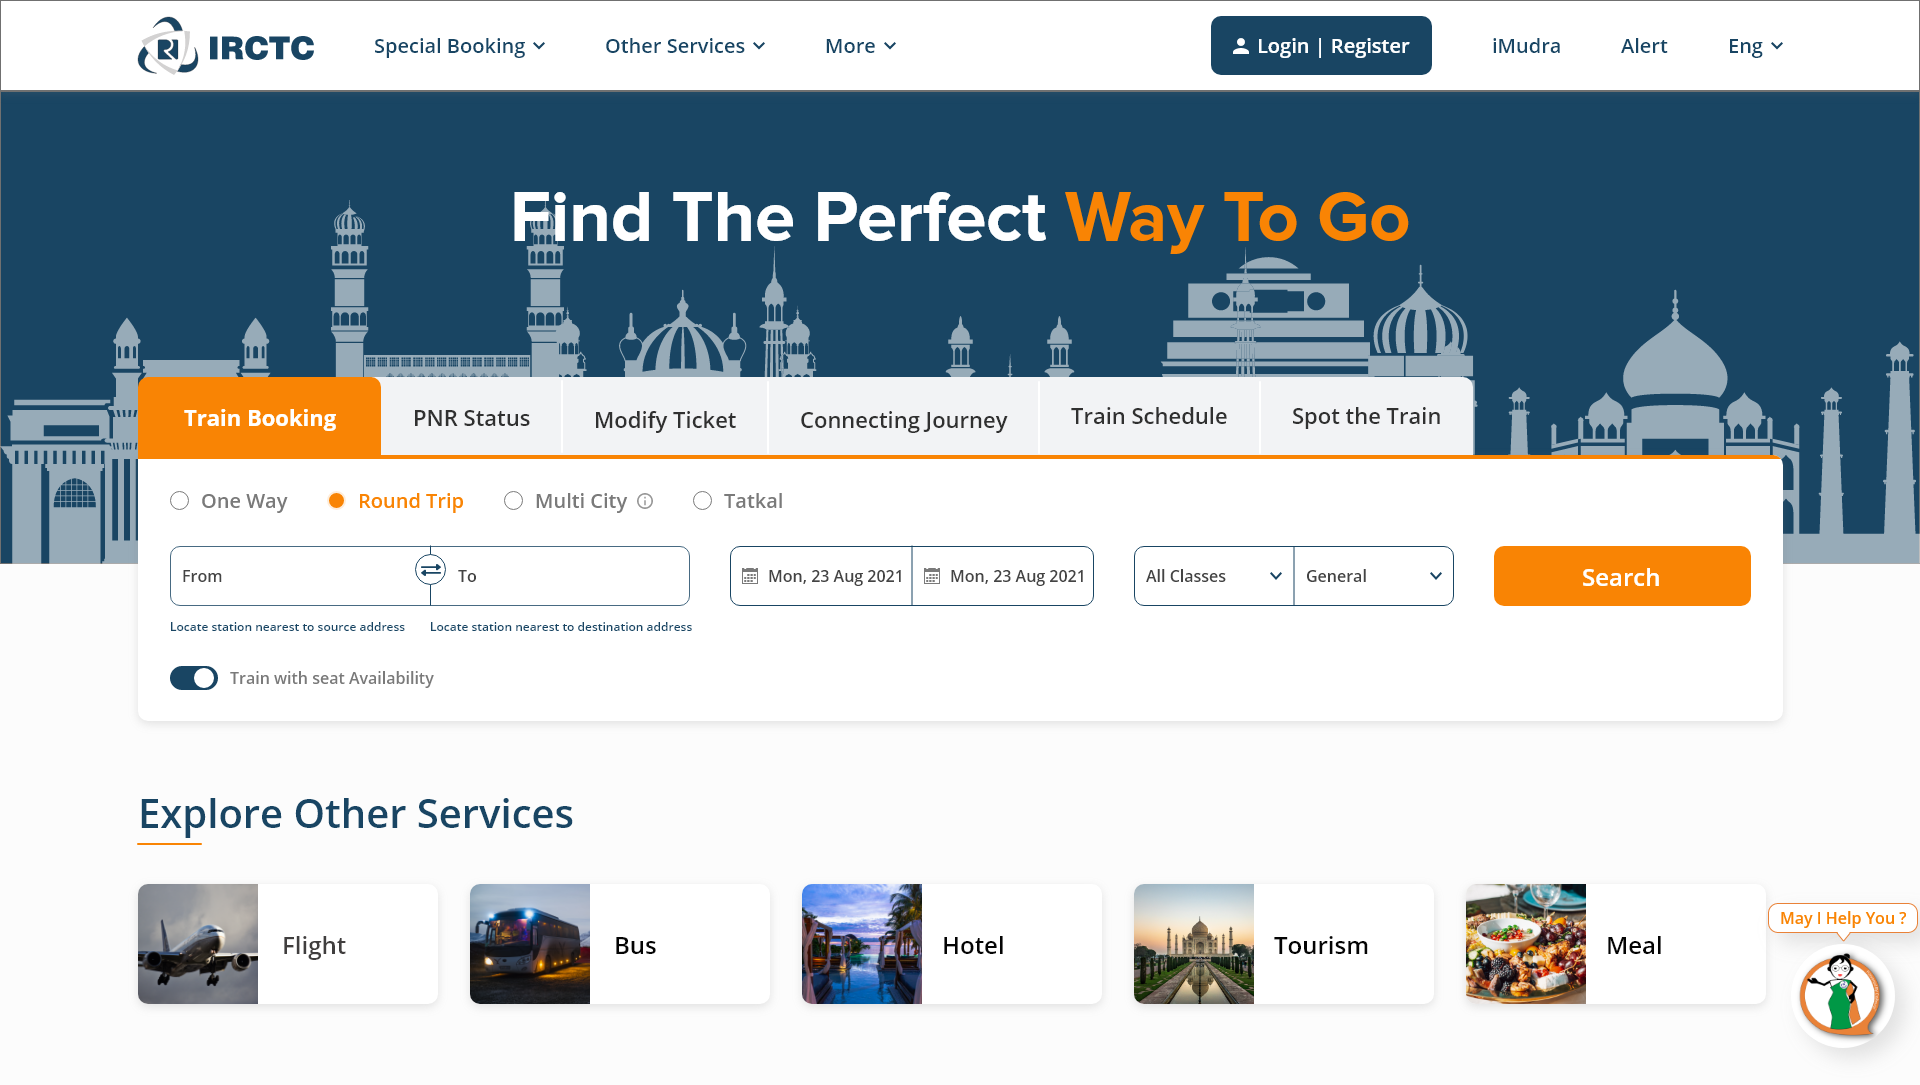 IRCTC
Special Booking
Other Services
More
Login | Register
iMudra
Alert
Eng
Find The Perfect Way To Go
Train Booking
PNR Status
Modify Ticket
Connecting Journey
Train Schedule
Spot the Train
One Way
Round Trip
Multi City
Tatkal
From
To
Mon, 23 Aug 2021
Mon, 23 Aug 2021
All Classes
General
Search
Locate station nearest to source address
Locate station nearest to destination address
Train with seat Availability
Explore Other Services
Flight
Bus
Hotel
Tourism
Meal
May I Help You ?